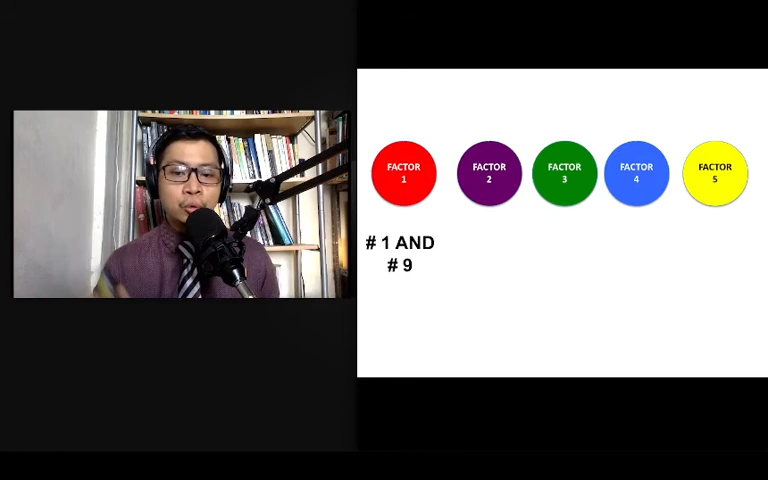 FACTOR
1
FACTOR
2
FACTOR
3
FACTOR
4
FACTOR
5
# 1 AND
# 9